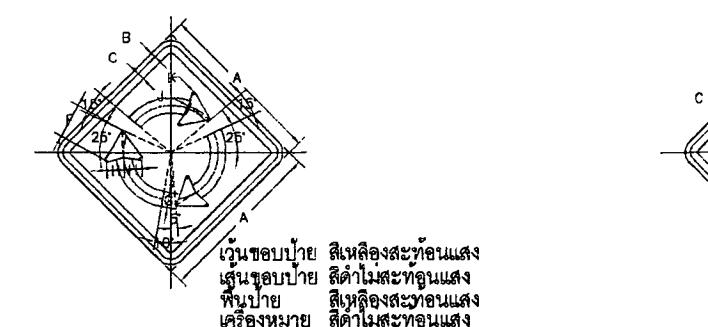 B
C
K
A
C
J
15°
15°
F
25°
25°
A
เว้นขอบป้าย สีเหลืองสะท้อนแสง
เส้นขอบป้าย สีดำไม่สะท้อนแสง
พื้นป้าย สีเหลืองสะท้อนแสง
เครื่องหมาย สีดำไม่สะท้อนแสง